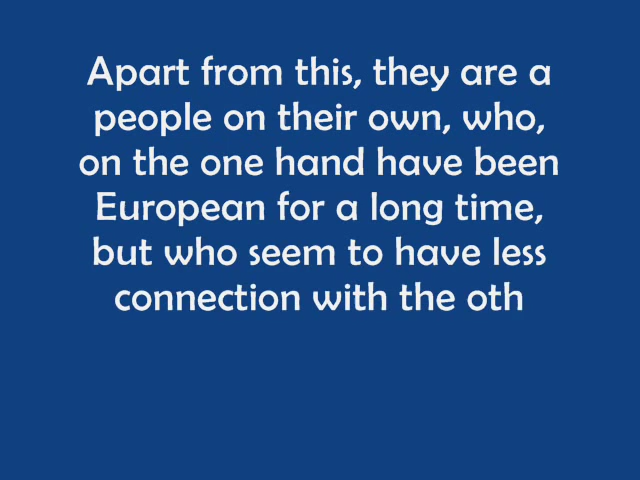 Apart from this, they are a
people on their own, who,
on the one hand have been
European for a long time,
but who seem to have less
connection with the oth